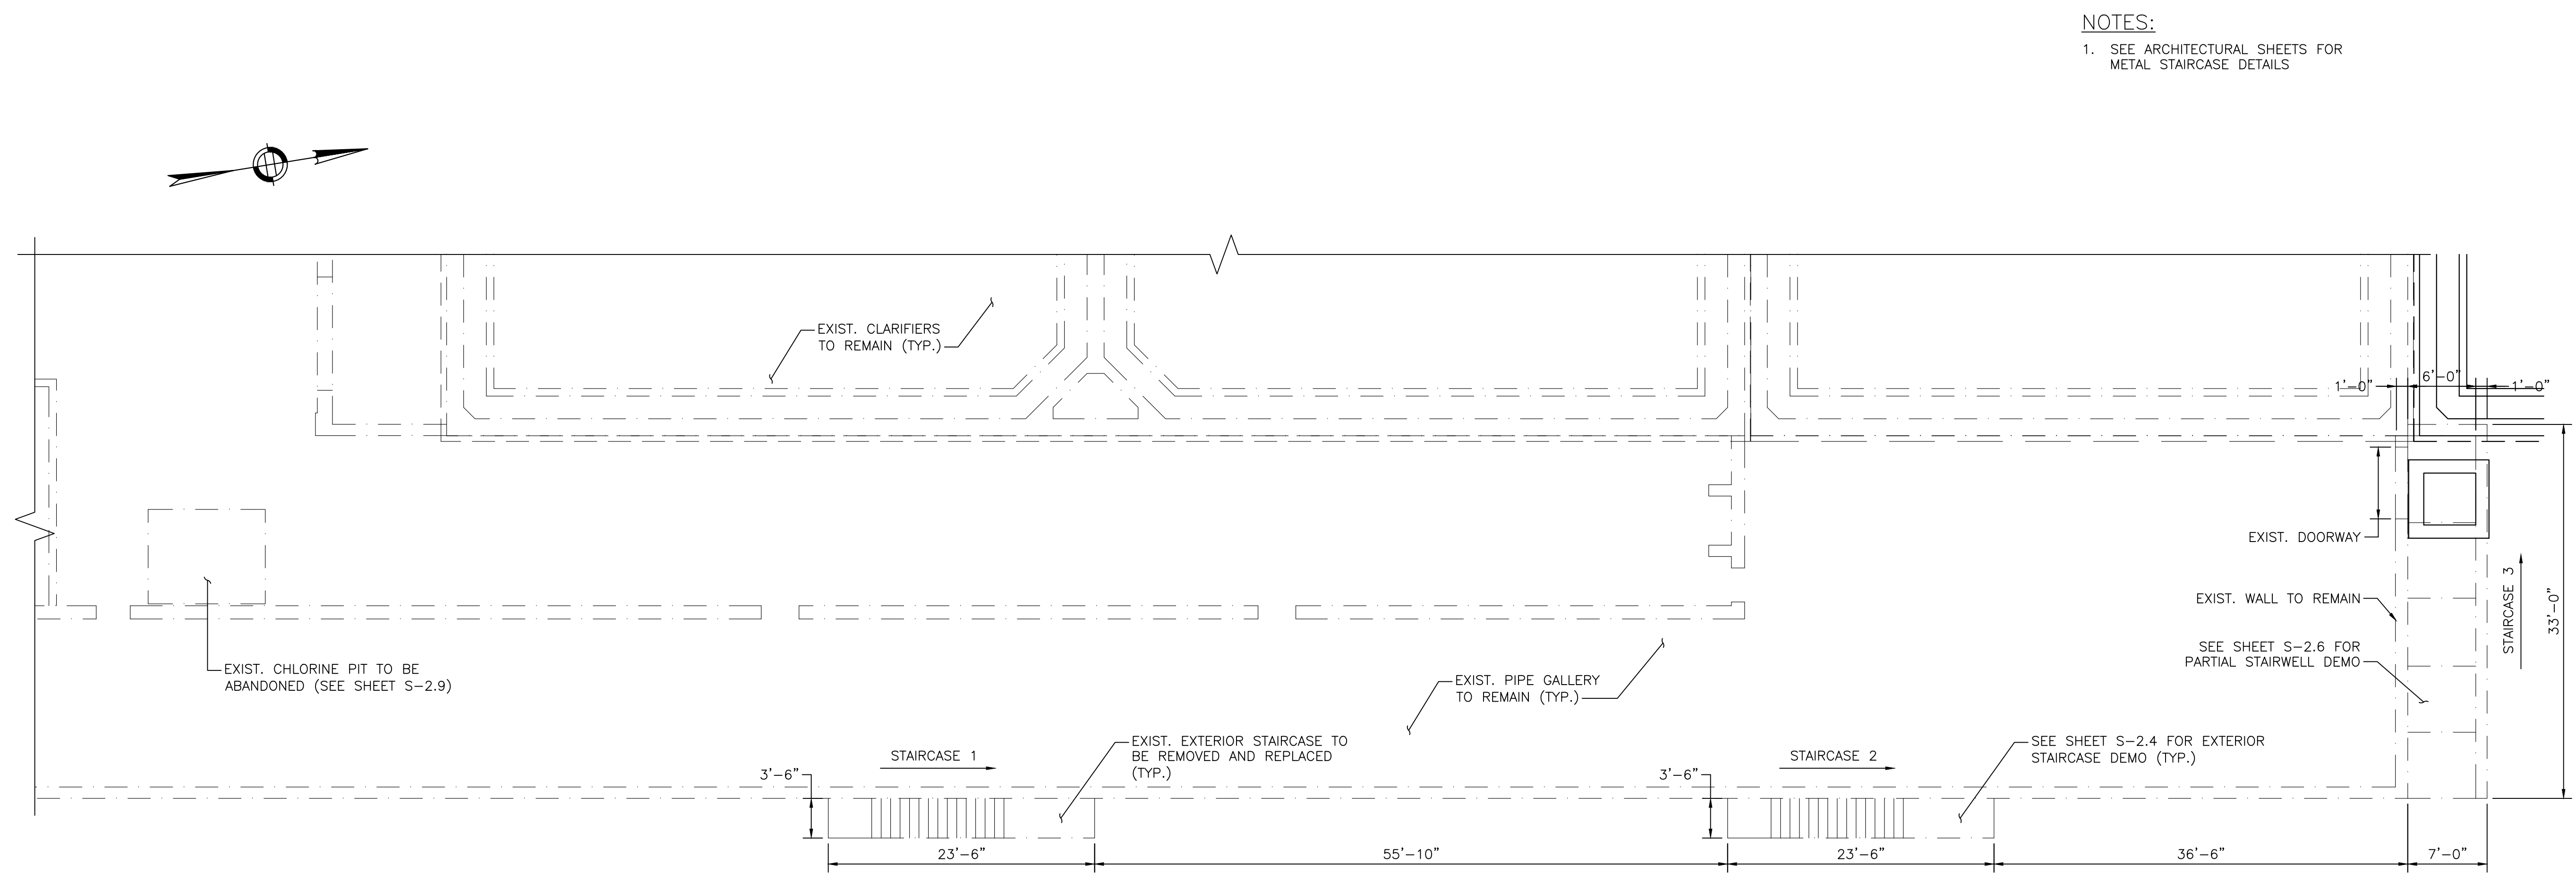 NOTES:
1. SEE ARCHITECTURAL SHEETS FOR
METAL STAIRCASE DETAILS
EXIST. CLARIFIERS
TO REMAIN (TYP.)
1'-0"
6'-0"
1'-0"
EXIST. DOORWAY
EXIST. WALL TO REMAIN
SEE SHEET S-2.6 FOR
PARTIAL STAIRWELL DEMO
STAIRCASE 3
33'-0"
EXIST. CHLORINE PIT TO BE
ABANDONED (SEE SHEET S-2.9)
EXIST. PIPE GALLERY
TO REMAIN (TYP.)
STAIRCASE 1
EXIST. EXTERIOR STAIRCASE TO
BE REMOVED AND REPLACED
(TYP.)
STAIRCASE 2
SEE SHEET S-2.4 FOR EXTERIOR
STAIRCASE DEMO (TYP.)
3'-6"
3'-6"
23'-6"
55'-10"
23'-6"
36'-6"
7'-0"